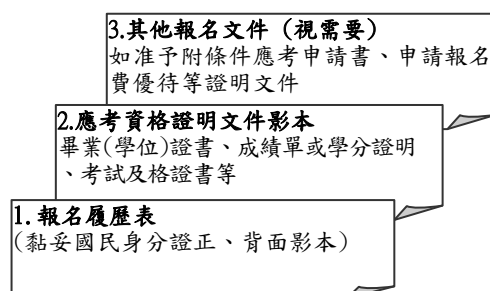 3.其他報名文件（視需要）
如准予附條件應考申請書、申請報名
費優待等證明文件
2.應考資格證明文件影本
畢業(學位)證書、成績單或學分證明
、考試及格證書等
1.報名履歷表
(黏妥國民身分證正、背面影本)